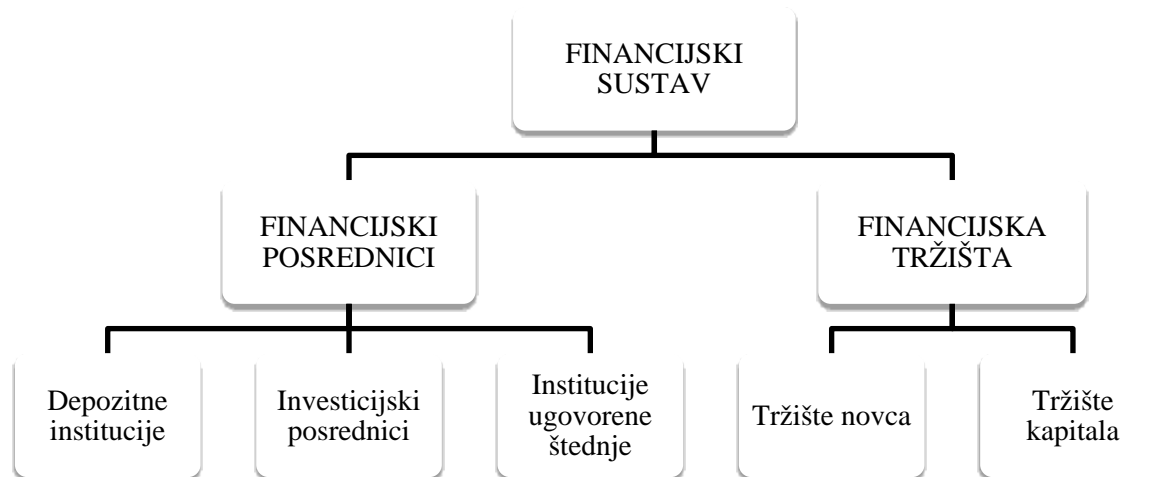 FINANCIJSKI
SUSTAV
FINANCIJSKI
POSREDNICI
FINANCIJSKA
TRŽIŠTA
Depozitne
institucije
Investicijski
posrednici
Institucije
ugovorene
štednje
Tržište novca
Tržište
kapitala